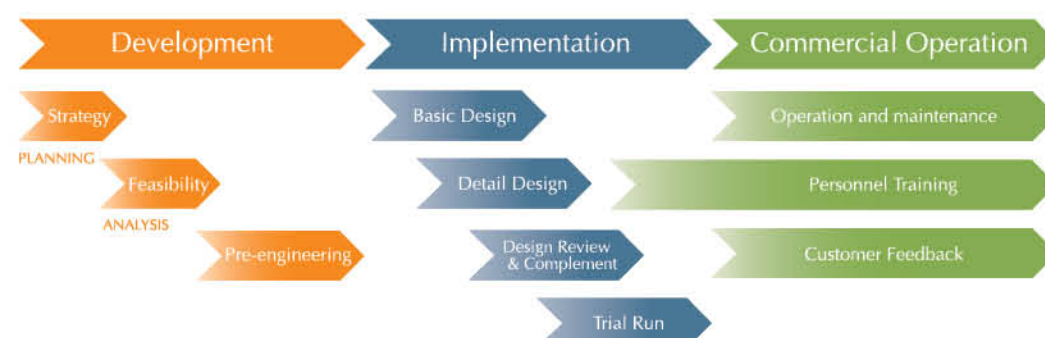 Development
Implementation
Commercial Operation
Strategy
Basic Design
Operation and maintenance
PLANNING
Feasibility
Detail Design
Personnel Training
ANALYSIS
Pre-engineering
Design Review
& Complement
Customer Feedback
Trial Run